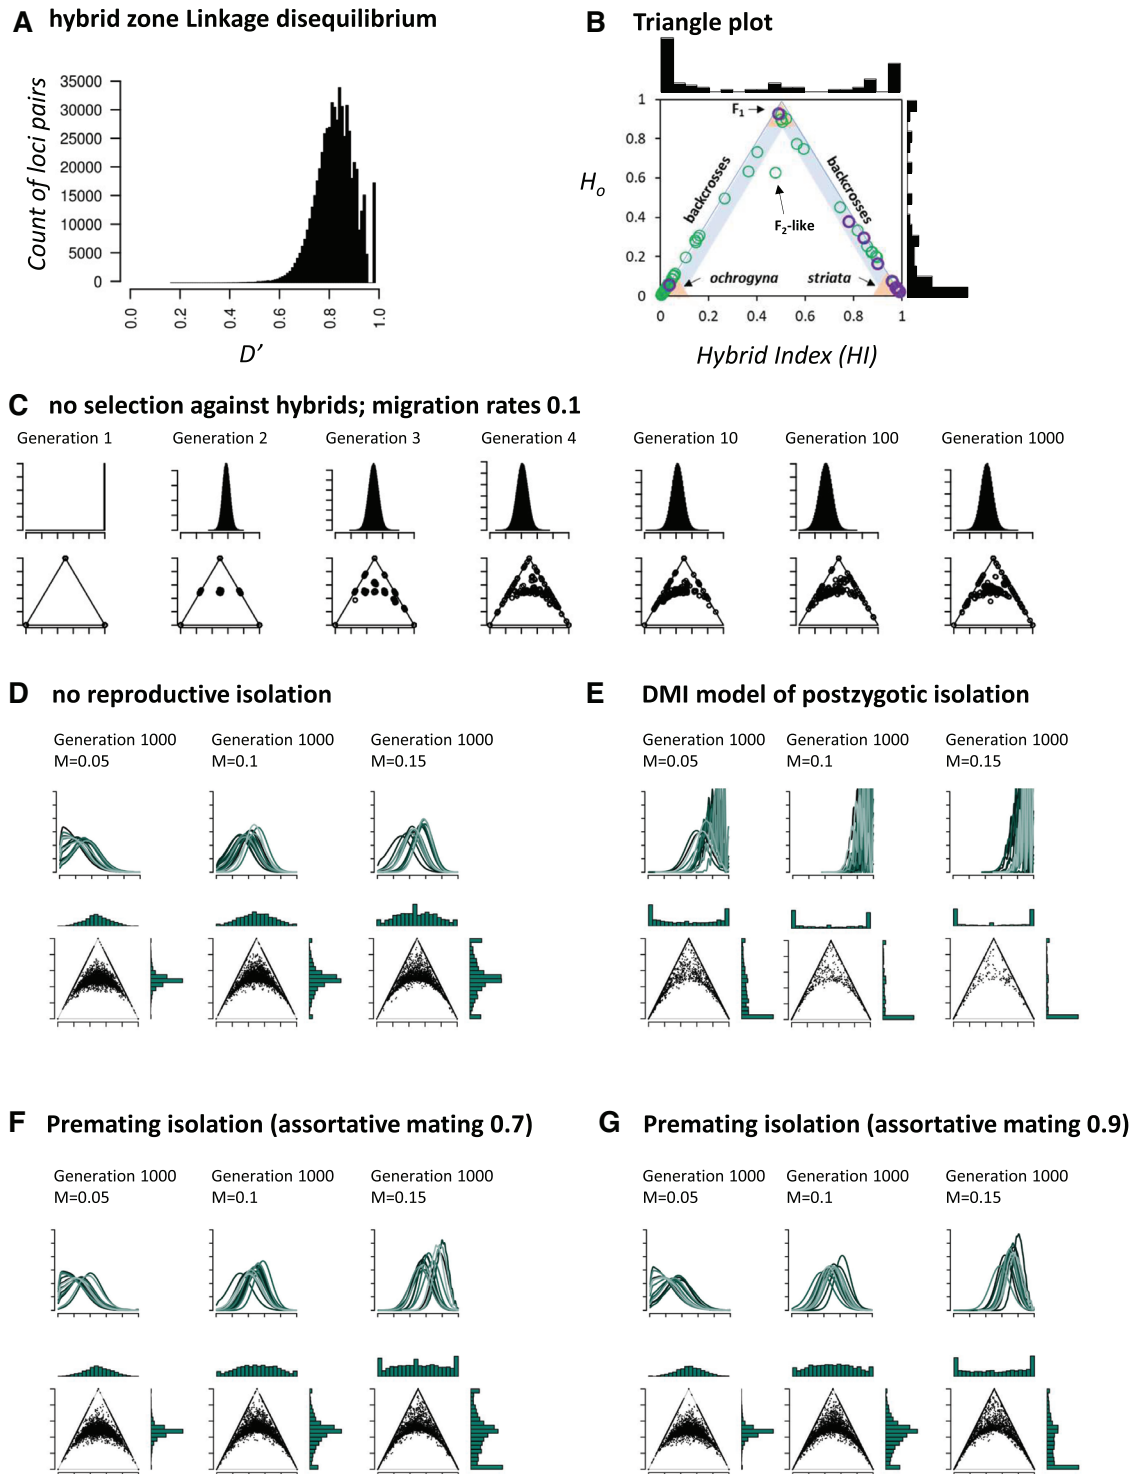 A hybrid zone Linkage disequilibrium
Count of loci pairs
35000
30000
25000
20000
15000
10000
5000
0
0.0 0.2 0.4 0.6 0.8 1.0
D’
B Triangle plot
Ho
1
0.8
0.6
0.4
0.2
0
F1
backcrosses
backcrosses
F2-like
ochrogyna
striata
0 0.2 0.4 0.6 0.8 1
Hybrid Index (HI)
C no selection against hybrids; migration rates 0.1
Generation 1 Generation 2 Generation 3 Generation 4 Generation 10 Generation 100 Generation 1000
D no reproductive isolation
Generation 1000 Generation 1000 Generation 1000
M=0.05 M=0.1 M=0.15
E DMI model of postzygotic isolation
Generation 1000 Generation 1000 Generation 1000
M=0.05 M=0.1 M=0.15
F Premating isolation (assortative mating 0.7)
Generation 1000 Generation 1000 Generation 1000
M=0.05 M=0.1 M=0.15
G Premating isolation (assortative mating 0.9)
Generation 1000 Generation 1000 Generation 1000
M=0.05 M=0.1 M=0.15